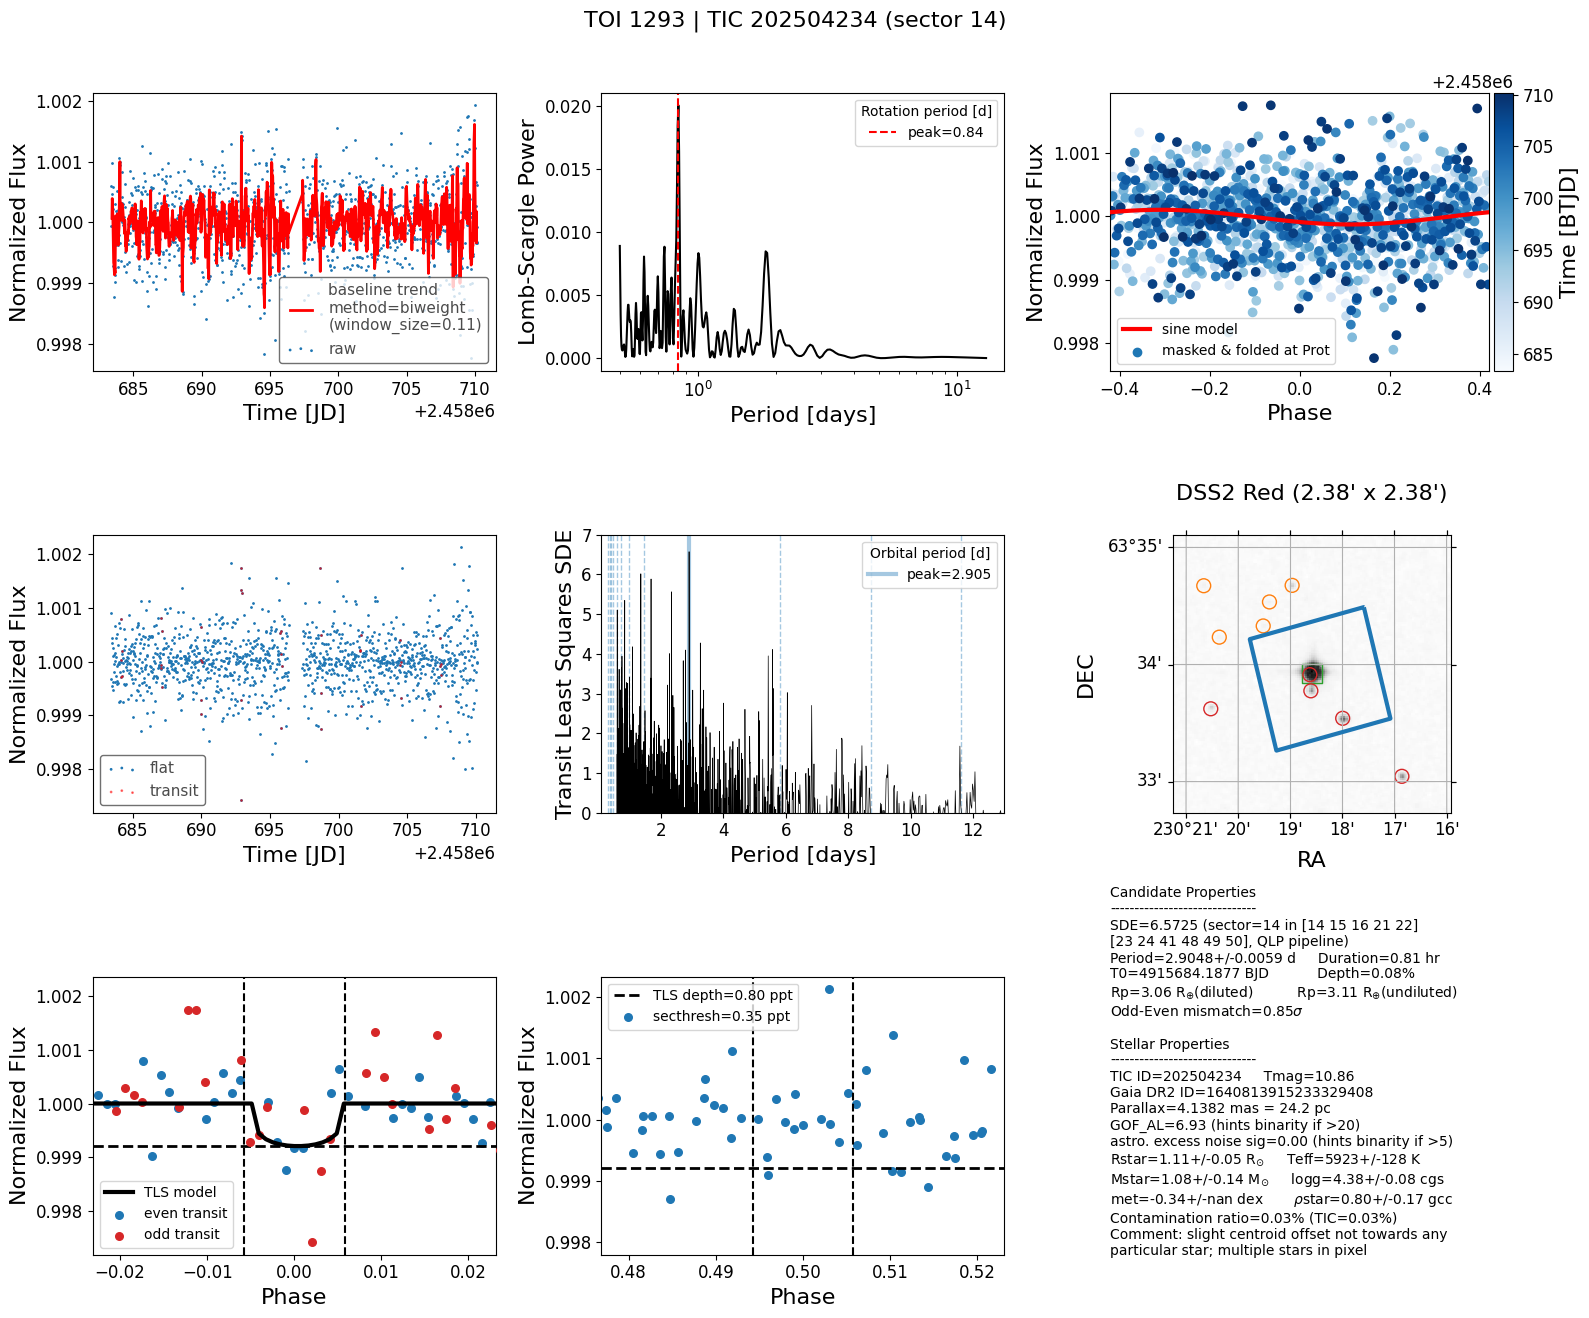 TOI 1293 | TIC 202504234 (sector 14)
Normalized Flux
1.002
1.001
1.000
0.999
0.998
baseline trend
method=biweight
(window_size=0.11)
raw
685 690 695 700 705 710
Time [JD]
+2.458e6
Lomb-Scargle Power
0.020
0.015
0.010
0.005
0.000
Rotation period [d]
peak=0.84
10^0 10^1
Period [days]
+2.458e6
Normalized Flux
1.001
1.000
0.999
0.998
sine model
masked & folded at Prot
−0.4 −0.2 0.0 0.2 0.4
Phase
710
705
700
695
690
685
Time [BTJD]
Normalized Flux
1.002
1.001
1.000
0.999
0.998
flat
transit
685 690 695 700 705 710
Time [JD]
+2.458e6
Transit Least Squares SDE
7
6
5
4
3
2
1
0
Orbital period [d]
peak=2.905
2 4 6 8 10 12
Period [days]
DSS2 Red (2.38' x 2.38')
DEC
63°35'
34'
33'
230°21' 20' 19' 18' 17' 16'
RA
Normalized Flux
1.002
1.001
1.000
0.999
0.998
TLS model
even transit
odd transit
−0.02 −0.01 0.00 0.01 0.02
Phase
Normalized Flux
1.002
1.001
1.000
0.999
0.998
TLS depth=0.80 ppt
secthresh=0.35 ppt
0.48 0.49 0.50 0.51 0.52
Phase
Candidate Properties
------------------------------
SDE=6.5725 (sector=14 in [14 15 16 21 22]
[23 24 41 48 49 50], QLP pipeline)
Period=2.9048+/-0.0059 d Duration=0.81 hr
T0=4915684.1877 BJD Depth=0.08%
Rp=3.06 R⊕(diluted) Rp=3.11 R⊕(undiluted)
Odd-Even mismatch=0.85σ
Stellar Properties
------------------------------
TIC ID=202504234 Tmag=10.86
Gaia DR2 ID=1640813915233329408
Parallax=4.1382 mas = 24.2 pc
GOF_AL=6.93 (hints binarity if >20)
astro. excess noise sig=0.00 (hints binarity if >5)
Rstar=1.11+/-0.05 R⊙ Teff=5923+/-128 K
Mstar=1.08+/-0.14 M⊙ logg=4.38+/-0.08 cgs
met=-0.34+/-nan dex ρstar=0.80+/-0.17 gcc
Contamination ratio=0.03% (TIC=0.03%)
Comment: slight centroid offset not towards any
particular star; multiple stars in pixel